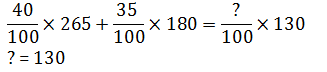 40/100 × 265 + 35/100 × 180 = ?/100 × 130
? = 130